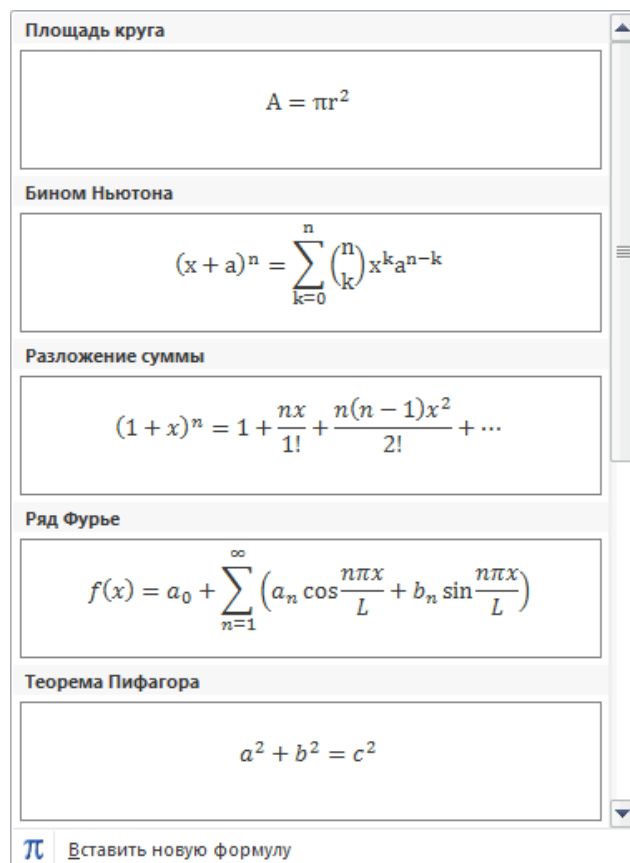 Площадь круга
A = πr²
Бином Ньютона
(x + a)ⁿ = ∑ₖ₌₀ⁿ (n k) xᵏaⁿ⁻ᵏ
Разложение суммы
(1 + x)ⁿ = 1 + nx/1! + n(n − 1)x²/2! + ⋯
Ряд Фурье
f(x) = a₀ + ∑ₙ₌₁^∞ (aₙ cos nπx/L + bₙ sin nπx/L)
Теорема Пифагора
a² + b² = c²
π Вставить новую формулу